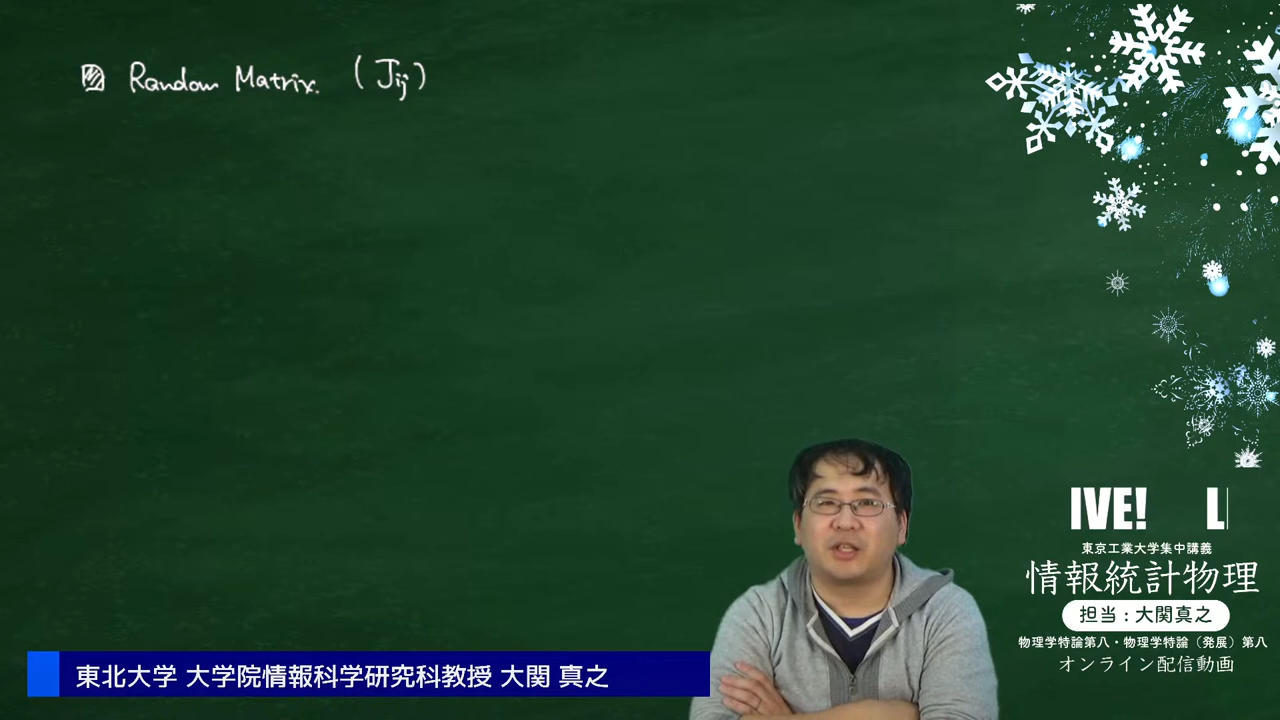 Random Matrix. (Jij)
IVE! L
東京工業大学集中講義
情報統計物理
担当：大関真之
物理学特論第八・物理学特論（発展）第八
オンライン配信動画
東北大学 大学院情報科学研究科教授 大関 真之